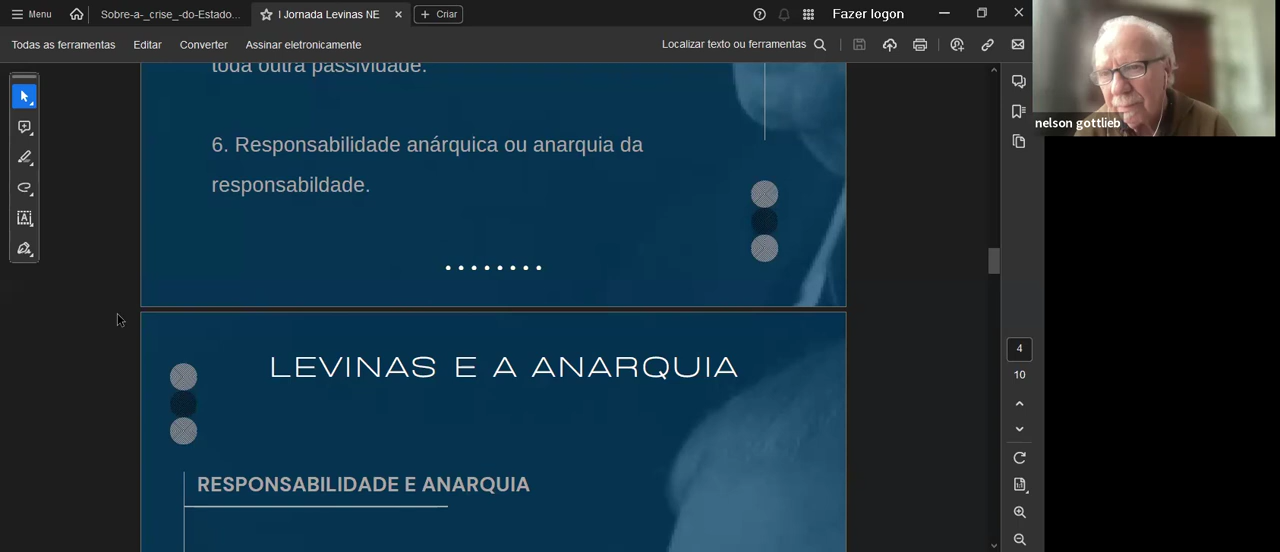 Menu
Sobre-a-_crise_-do-Estado...
I Jornada Levinas NE
Criar
Fazer logon
Todas as ferramentas
Editar
Converter
Assinar eletronicamente
Localizar texto ou ferramentas
toda outra passividade.
6. Responsabilidade anárquica ou anarquia da
responsabildade.
LEVINAS E A ANARQUIA
RESPONSABILIDADE E ANARQUIA
nelson gottlieb
4
10